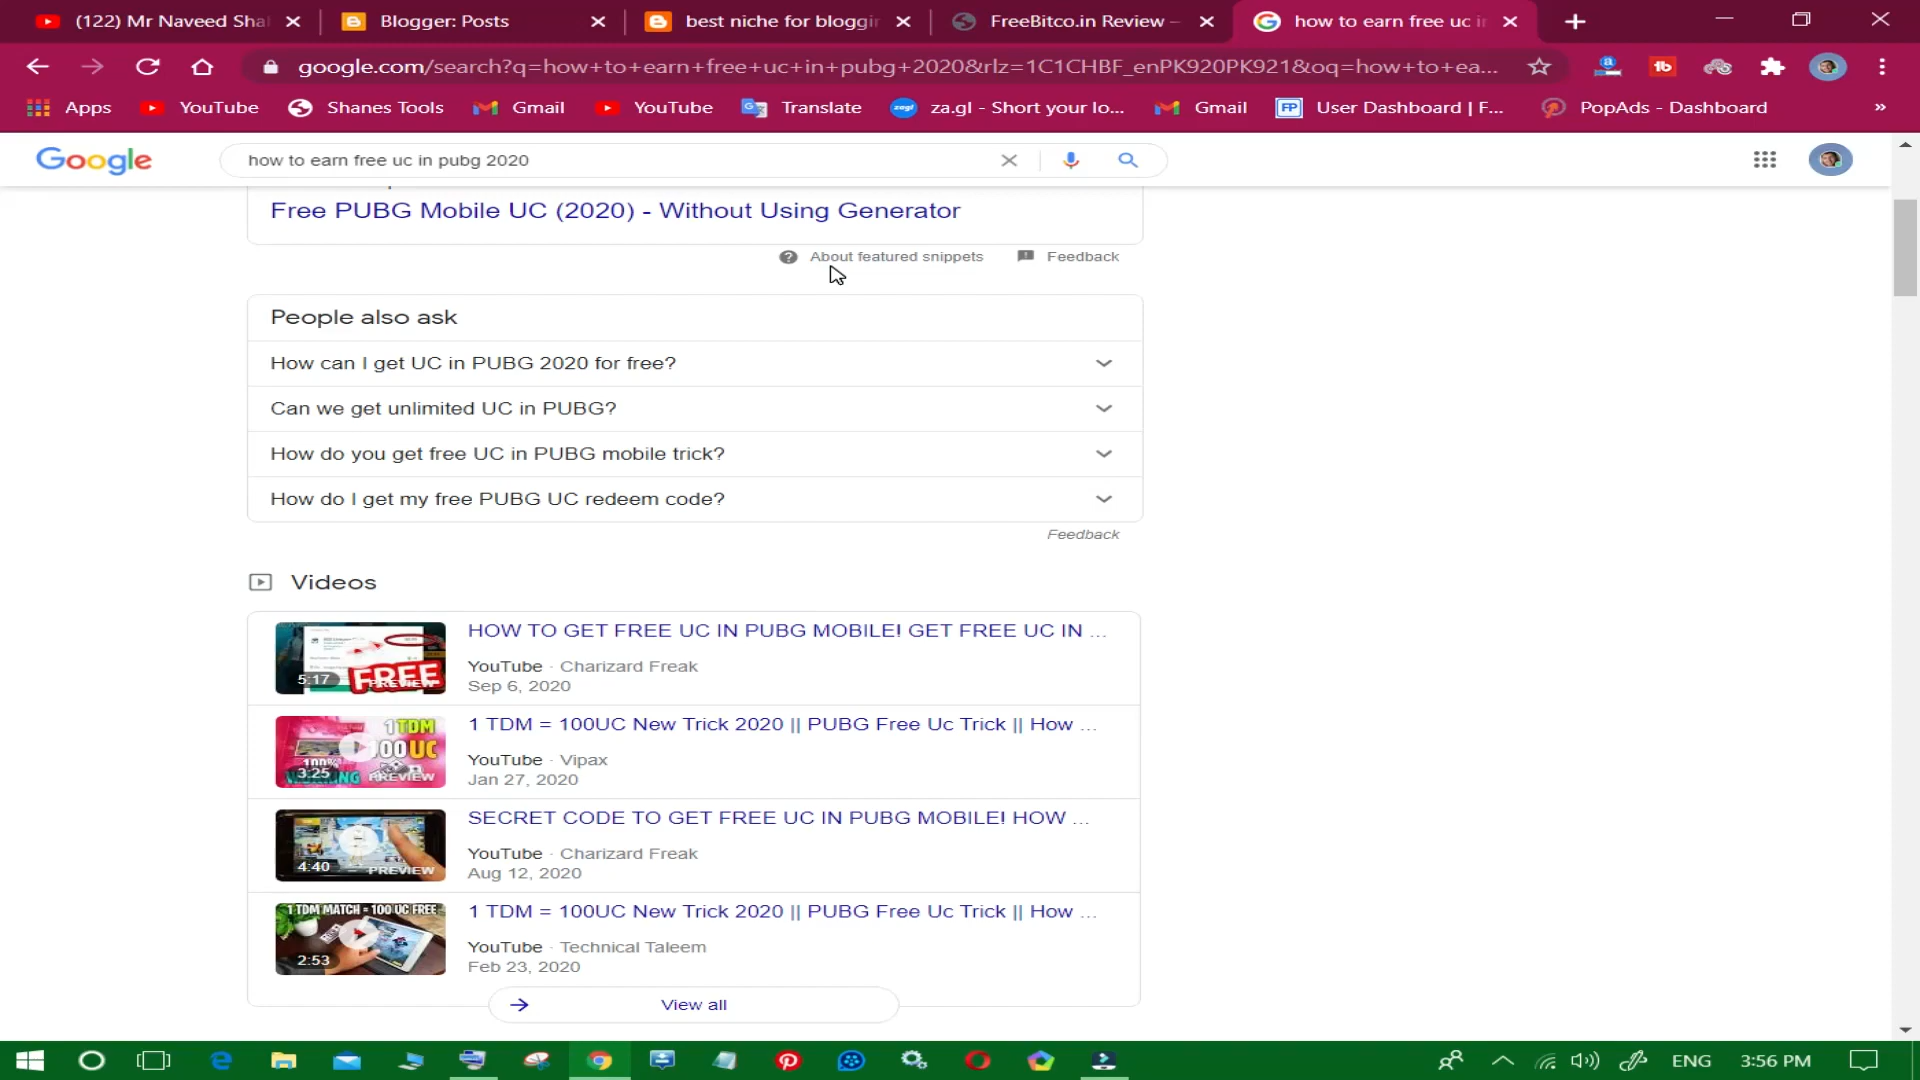 (122) Mr Naveed Sha
Blogger: Posts
best niche for bloggin
FreeBitco.in Review –
how to earn free uc in
google.com/search?q=how+to+earn+free+uc+in+pubg+2020&rlz=1C1CHBF_enPK920PK921&oq=how+to+ea...
Apps
YouTube
Shanes Tools
Gmail
YouTube
Translate
za.gl - Short your lo...
Gmail
User Dashboard | F...
PopAds - Dashboard
»
Google
how to earn free uc in pubg 2020
Free PUBG Mobile UC (2020) - Without Using Generator
About featured snippets
Feedback
People also ask
How can I get UC in PUBG 2020 for free?
Can we get unlimited UC in PUBG?
How do you get free UC in PUBG mobile trick?
How do I get my free PUBG UC redeem code?
Feedback
Videos
FREE
5:17
PREVIEW
HOW TO GET FREE UC IN PUBG MOBILE! GET FREE UC IN ...
YouTube · Charizard Freak
Sep 6, 2020
1TDM
100UC
100%
WORKING
3:25
PREVIEW
1 TDM = 100UC New Trick 2020 || PUBG Free Uc Trick || How ...
YouTube · Vipax
Jan 27, 2020
4:40
PREVIEW
SECRET CODE TO GET FREE UC IN PUBG MOBILE! HOW ...
YouTube · Charizard Freak
Aug 12, 2020
1 TDM MATCH = 100 UC FREE
2:53
1 TDM = 100UC New Trick 2020 || PUBG Free Uc Trick || How ...
YouTube · Technical Taleem
Feb 23, 2020
View all
ENG
3:56 PM